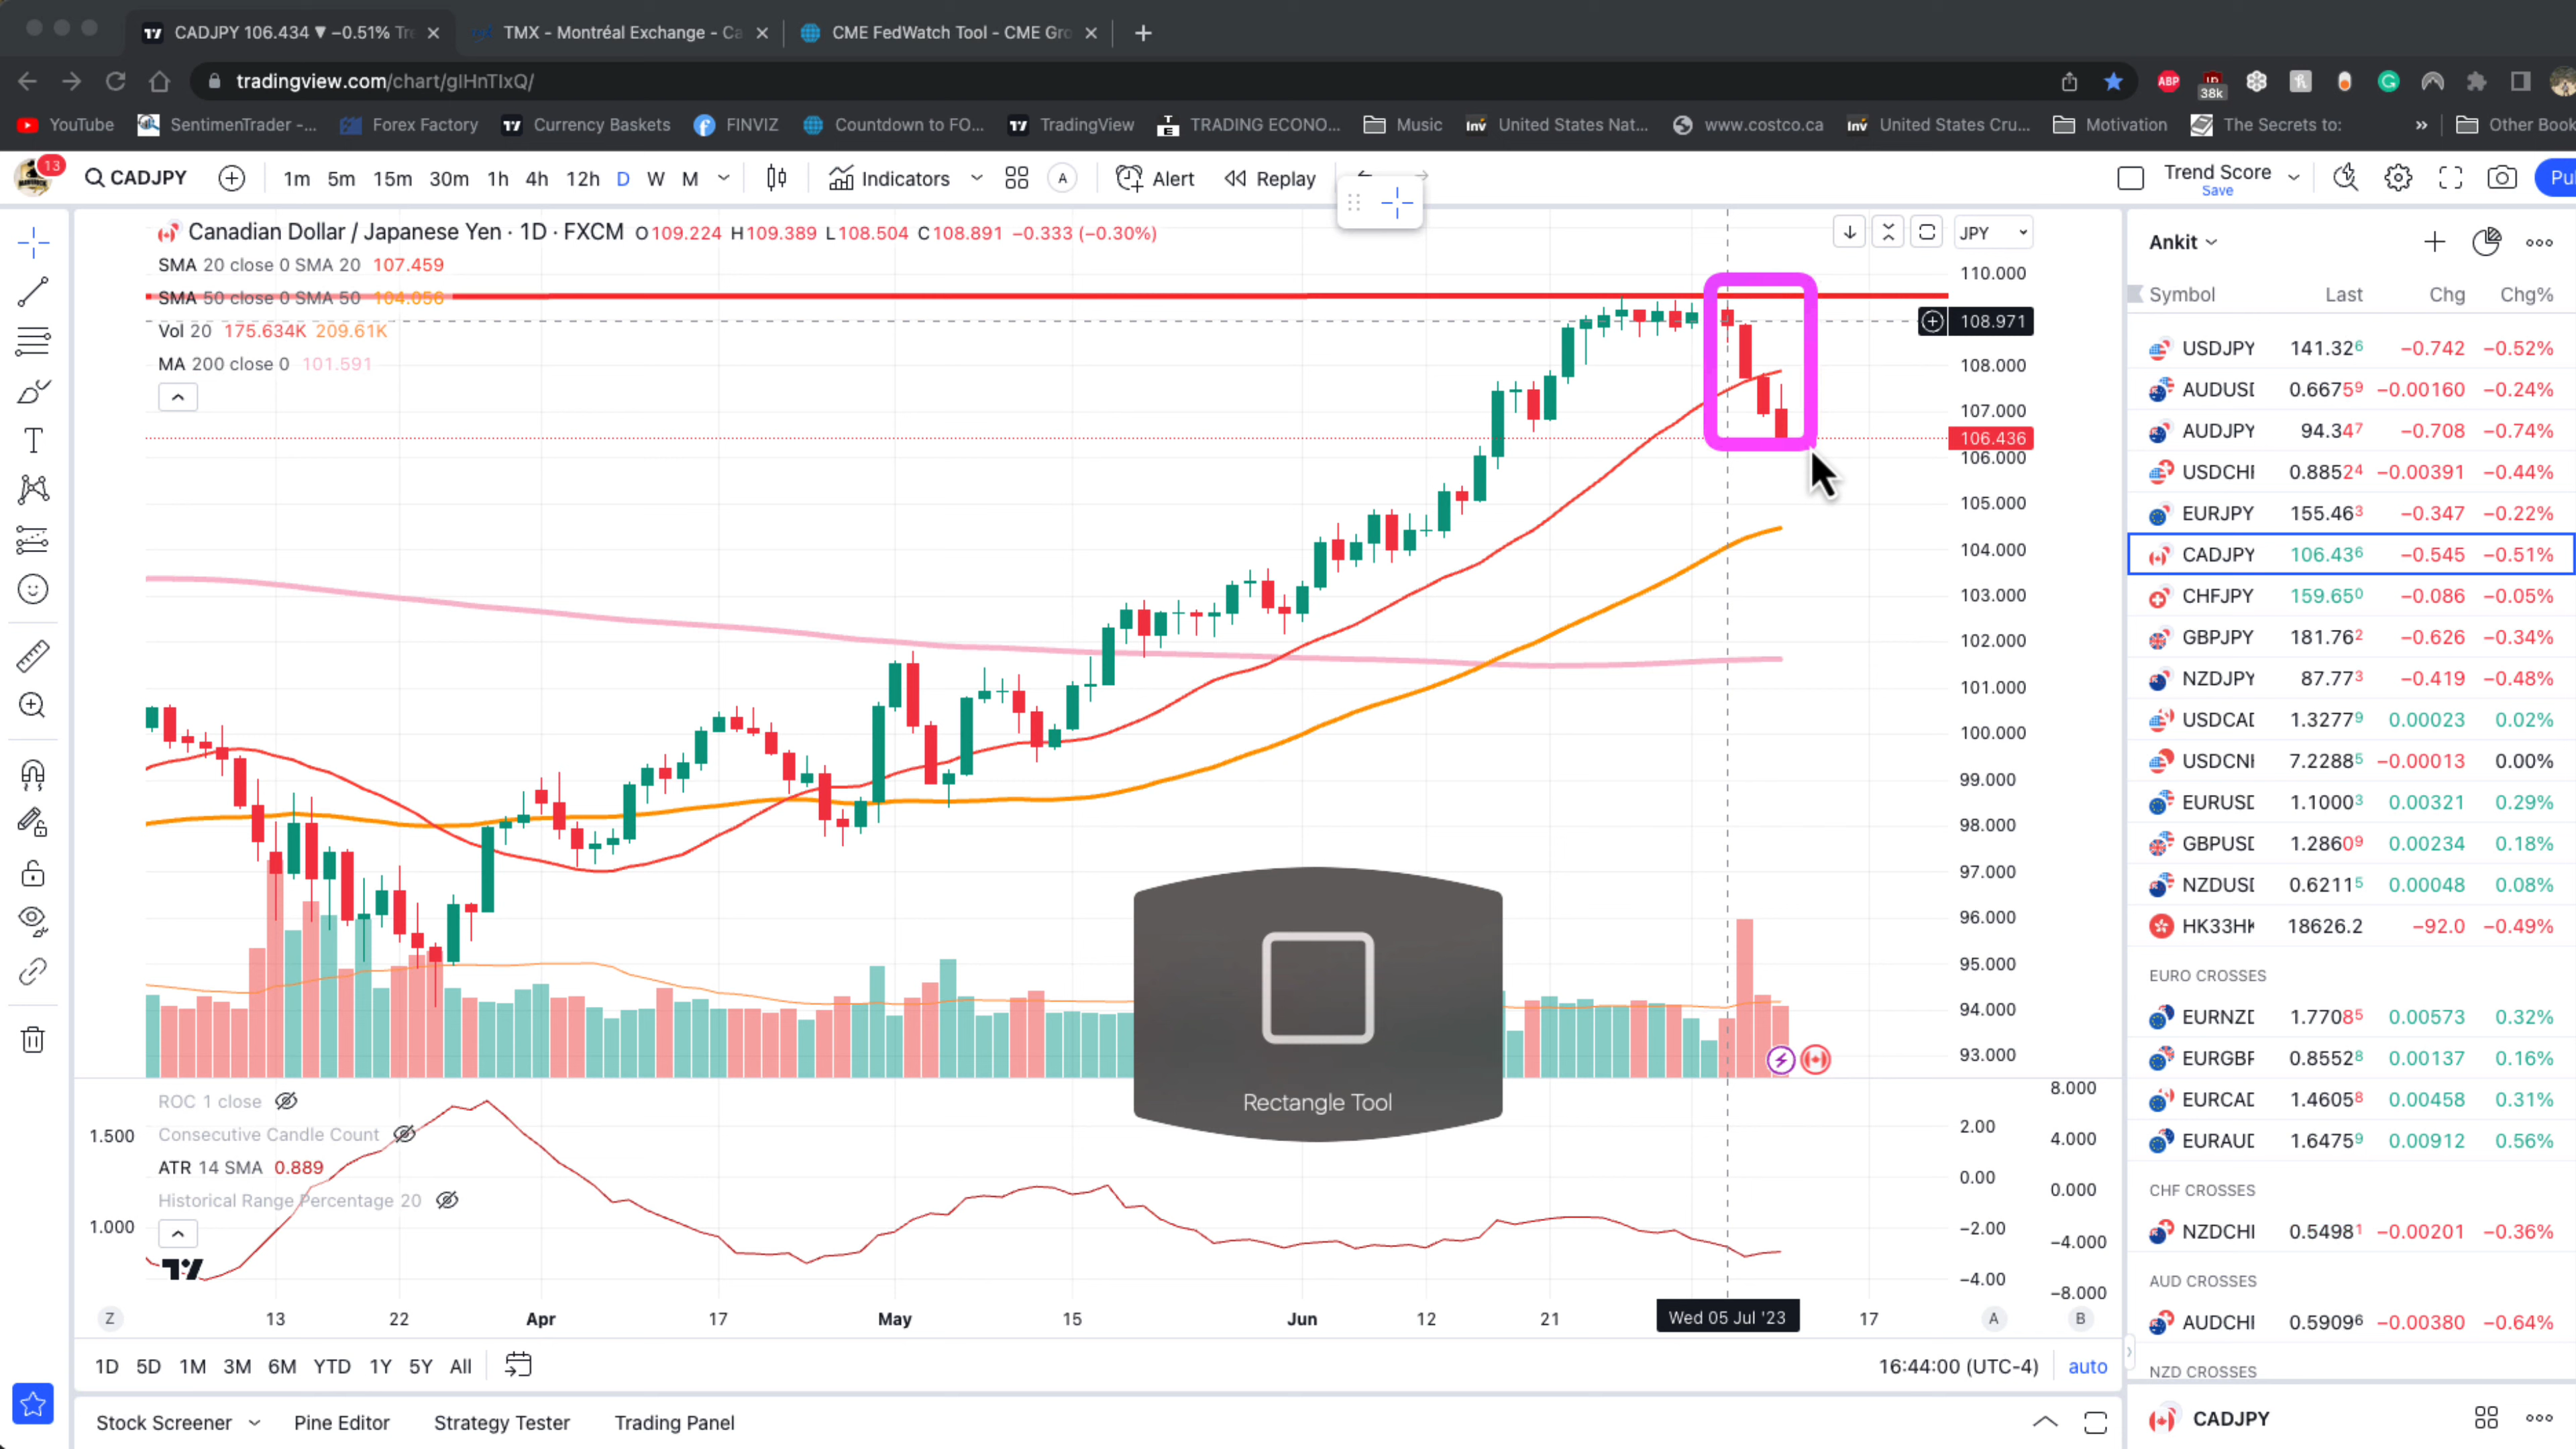 CADJPY 106.434 ▼ −0.51% Tre
TMX - Montréal Exchange - Ca
CME FedWatch Tool - CME Gro
tradingview.com/chart/glHnTIxQ/
ABP
38k
YouTube
SentimenTrader -...
Forex Factory
Currency Baskets
FINVIZ
Countdown to FO...
TradingView
TRADING ECONO...
Music
United States Nat...
www.costco.ca
United States Cru...
Motivation
The Secrets to:
»
Other Book
13
CADJPY
1m 5m 15m 30m 1h 4h 12h D W M
Indicators
A
Alert
Replay
Trend Score
Save
Pu
Canadian Dollar / Japanese Yen · 1D · FXCM O109.224 H109.389 L108.504 C108.891 −0.333 (−0.30%)
SMA 20 close 0 SMA 20 107.459
SMA 50 close 0 SMA 50 104.056
Vol 20 175.634K 209.61K
MA 200 close 0 101.591
JPY
110.000
108.971
108.000
107.000
106.436
106.000
105.000
104.000
103.000
102.000
101.000
100.000
99.000
98.000
97.000
96.000
95.000
94.000
93.000
Rectangle Tool
ROC 1 close
Consecutive Candle Count
ATR 14 SMA 0.889
Historical Range Percentage 20
1.500
1.000
2.00
0.00
−2.00
−4.00
8.000
4.000
0.000
−4.000
−8.000
Z 13 22 Apr 17 May 15 Jun 12 21 Wed 05 Jul '23 17 A B
1D 5D 1M 3M 6M YTD 1Y 5Y All
16:44:00 (UTC-4) auto
Stock Screener Pine Editor Strategy Tester Trading Panel
Ankit
Symbol Last Chg Chg%
USDJPY 141.326 −0.742 −0.52%
AUDUSD 0.66759 −0.00160 −0.24%
AUDJPY 94.347 −0.708 −0.74%
USDCHF 0.88524 −0.00391 −0.44%
EURJPY 155.463 −0.347 −0.22%
CADJPY 106.436 −0.545 −0.51%
CHFJPY 159.650 −0.086 −0.05%
GBPJPY 181.762 −0.626 −0.34%
NZDJPY 87.773 −0.419 −0.48%
USDCAD 1.32779 0.00023 0.02%
USDCNH 7.22885 −0.00013 0.00%
EURUSD 1.10003 0.00321 0.29%
GBPUSD 1.28609 0.00234 0.18%
NZDUSD 0.62115 0.00048 0.08%
HK33HK 18626.2 −92.0 −0.49%
EURO CROSSES
EURNZD 1.77085 0.00573 0.32%
EURGBP 0.85528 0.00137 0.16%
EURCAD 1.46058 0.00458 0.31%
EURAUD 1.64759 0.00912 0.56%
CHF CROSSES
NZDCHF 0.54981 −0.00201 −0.36%
AUD CROSSES
AUDCHF 0.59096 −0.00380 −0.64%
NZD CROSSES
CADJPY